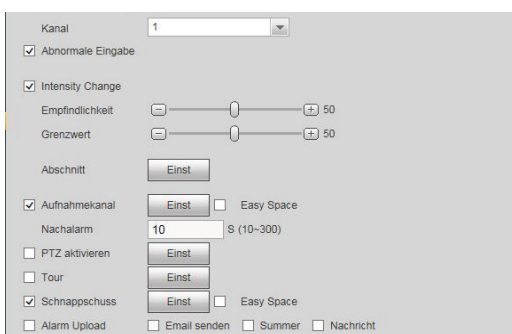 Kanal 1
Abnormale Eingabe
Intensity Change
Empfindlichkeit 50
Grenzwert 50
Abschnitt Einst
Aufnahmekanal Einst Easy Space
Nachalarm 10 S (10~300)
PTZ aktivieren Einst
Tour Einst
Schnappschuss Einst Easy Space
Alarm Upload Email senden Summer Nachricht